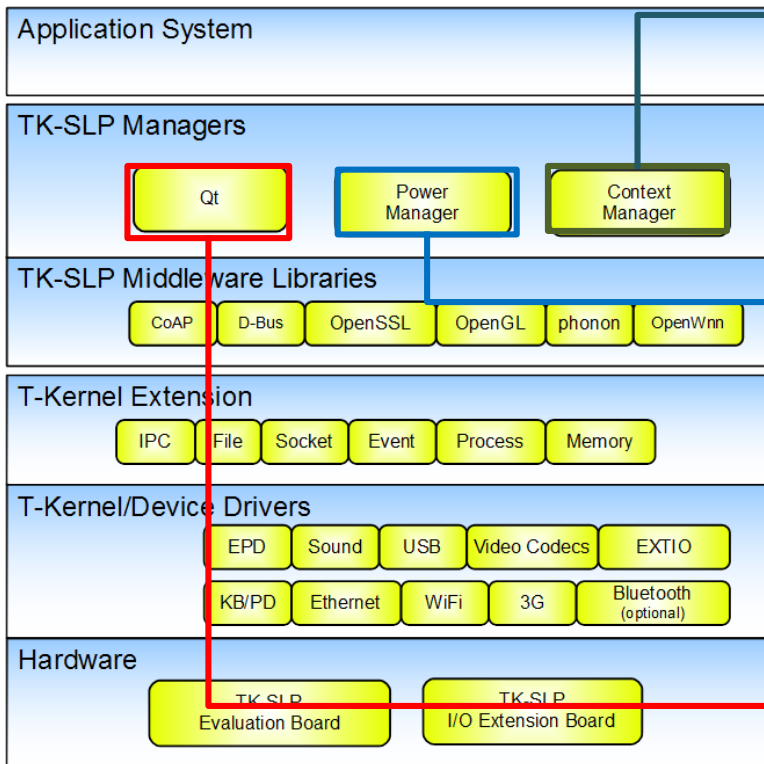 Application System
TK-SLP Managers
Qt
Power
Manager
Context
Manager
TK-SLP Middleware Libraries
CoAP D-Bus OpenSSL OpenGL phonon OpenWnn
T-Kernel Extension
IPC File Socket Event Process Memory
T-Kernel/Device Drivers
EPD Sound USB Video Codecs EXTIO
KB/PD Ethernet WiFi 3G Bluetooth
(optional)
Hardware
TK-SLP
Evaluation Board
TK-SLP
I/O Extension Board